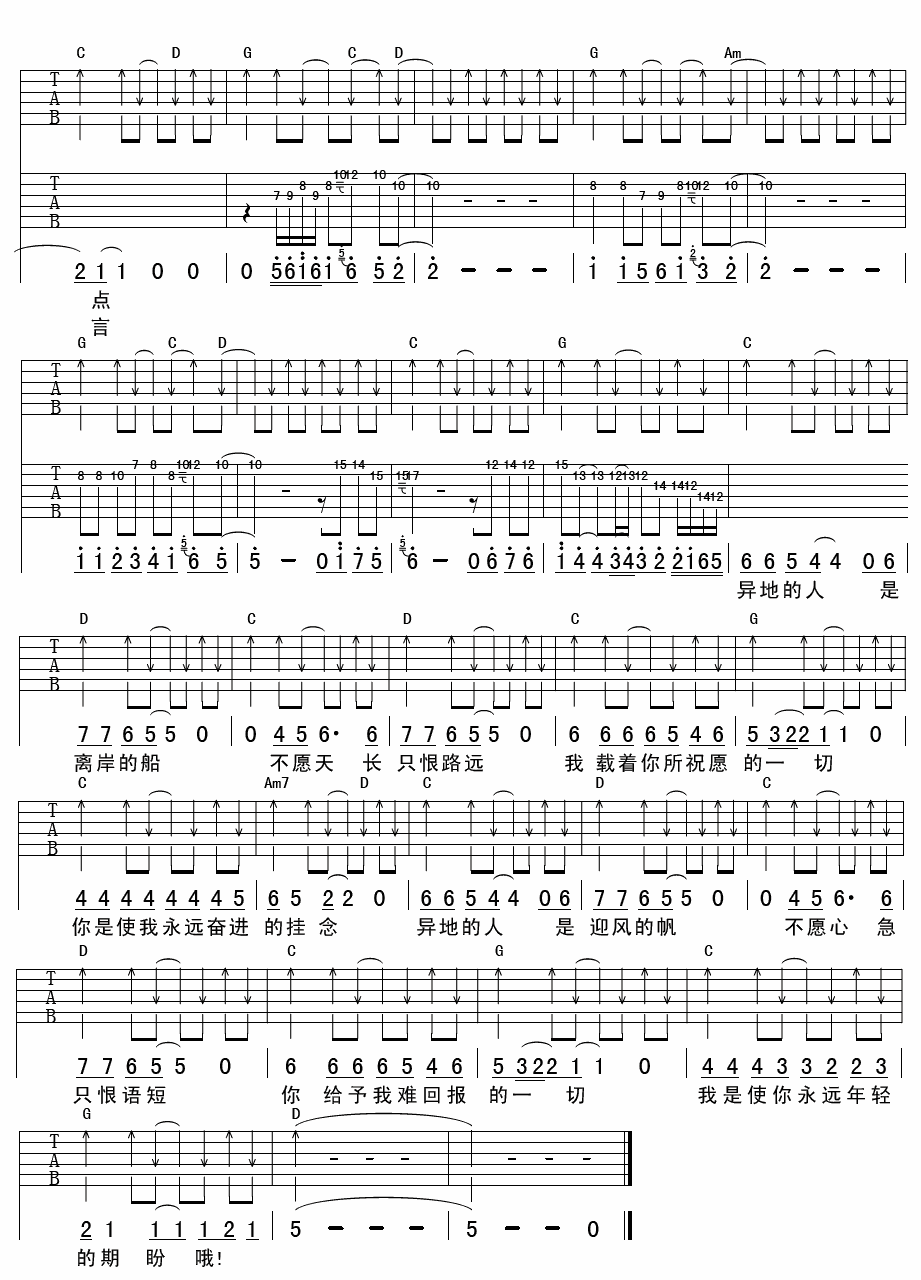 C D G C D G Am
T A B
T A B
7 9 8 9 8 10 12 10 10 10 - - - 8 8 7 9 8 10 12 10 10 - - -
2 1 1 0 0 0 5 6 1 6 1 6 5 2 2 - - - 1 1 5 6 1 3 2 2 - - -
点
言
G C D C G C
T A B
T A B
8 8 10 7 8 8 10 12 10 10 - 15 14 15 15 17 - 12 14 12 15 13 13 12 13 12 14 14 12 14 12
1 1 2 3 4 1 6 5 5 - 0 1 7 5 6 - 0 6 7 6 1 4 4 3 4 3 2 2 1 6 5 6 6 5 4 4 0 6
异地的人 是
D C D C G
T A B
7 7 6 5 5 0 0 4 5 6· 6 7 7 6 5 5 0 6 6 6 6 5 4 6 5 3 2 2 2 1 1 0
离岸的船 不愿天 长 只恨路远 我 载着你所祝愿 的一 切
C Am7 D C D C
T A B
4 4 4 4 4 4 4 5 6 5 2 2 0 6 6 5 4 4 0 6 7 7 6 5 5 0 0 4 5 6· 6
你是使我永远奋进 的挂 念 异地的人 是 迎风的帆 不愿心 急
D C G C
T A B
7 7 6 5 5 0 6 6 6 6 5 4 6 5 3 2 2 1 1 0 4 4 4 3 3 2 2 3
只恨语短 你 给予我难回报 的一 切 我是使你永远年轻
G D
T A B
2 1 1 1 1 2 1 5 - - - 5 - - 0
的期 盼 哦!